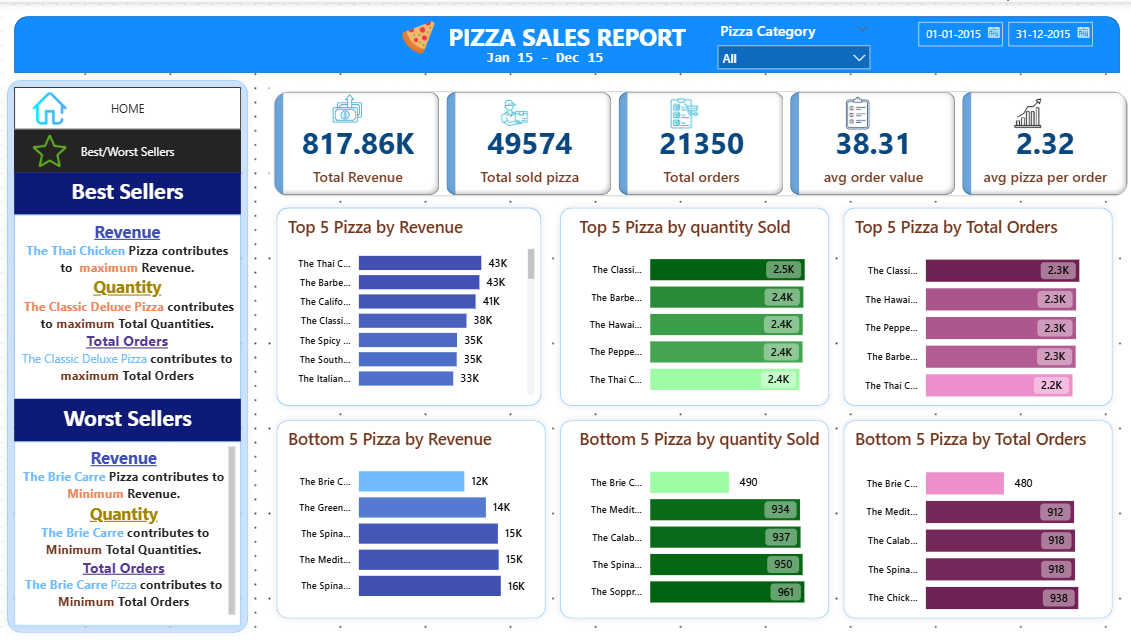 PIZZA SALES REPORT
Jan 15 - Dec 15
Pizza Category
All
01-01-2015
31-12-2015
HOME
Best/Worst Sellers
Best Sellers
Revenue
The Thai Chicken Pizza contributes
to maximum Revenue.
Quantity
The Classic Deluxe Pizza contributes
to maximum Total Quantities.
Total Orders
The Classic Deluxe Pizza contributes to
maximum Total Orders
Worst Sellers
Revenue
The Brie Carre Pizza contributes to
Minimum Revenue.
Quantity
The Brie Carre contributes to
Minimum Total Quantities.
Total Orders
The Brie Carre Pizza contributes to
Minimum Total Orders
817.86K
Total Revenue
49574
Total sold pizza
21350
Total orders
38.31
avg order value
2.32
avg pizza per order
Top 5 Pizza by Revenue
The Thai C... 43K
The Barbe... 43K
The Califo... 41K
The Classi... 38K
The Spicy ... 35K
The South... 35K
The Italian... 33K
Top 5 Pizza by quantity Sold
The Classi... 2.5K
The Barbe... 2.4K
The Hawai... 2.4K
The Peppe... 2.4K
The Thai C... 2.4K
Top 5 Pizza by Total Orders
The Classi... 2.3K
The Hawai... 2.3K
The Peppe... 2.3K
The Barbe... 2.3K
The Thai C... 2.2K
Bottom 5 Pizza by Revenue
The Brie C... 12K
The Green... 14K
The Spina... 15K
The Medit... 15K
The Spina... 16K
Bottom 5 Pizza by quantity Sold
The Brie C... 490
The Medit... 934
The Calab... 937
The Spina... 950
The Soppr... 961
Bottom 5 Pizza by Total Orders
The Brie C... 480
The Medit... 912
The Calab... 918
The Spina... 918
The Chick... 938